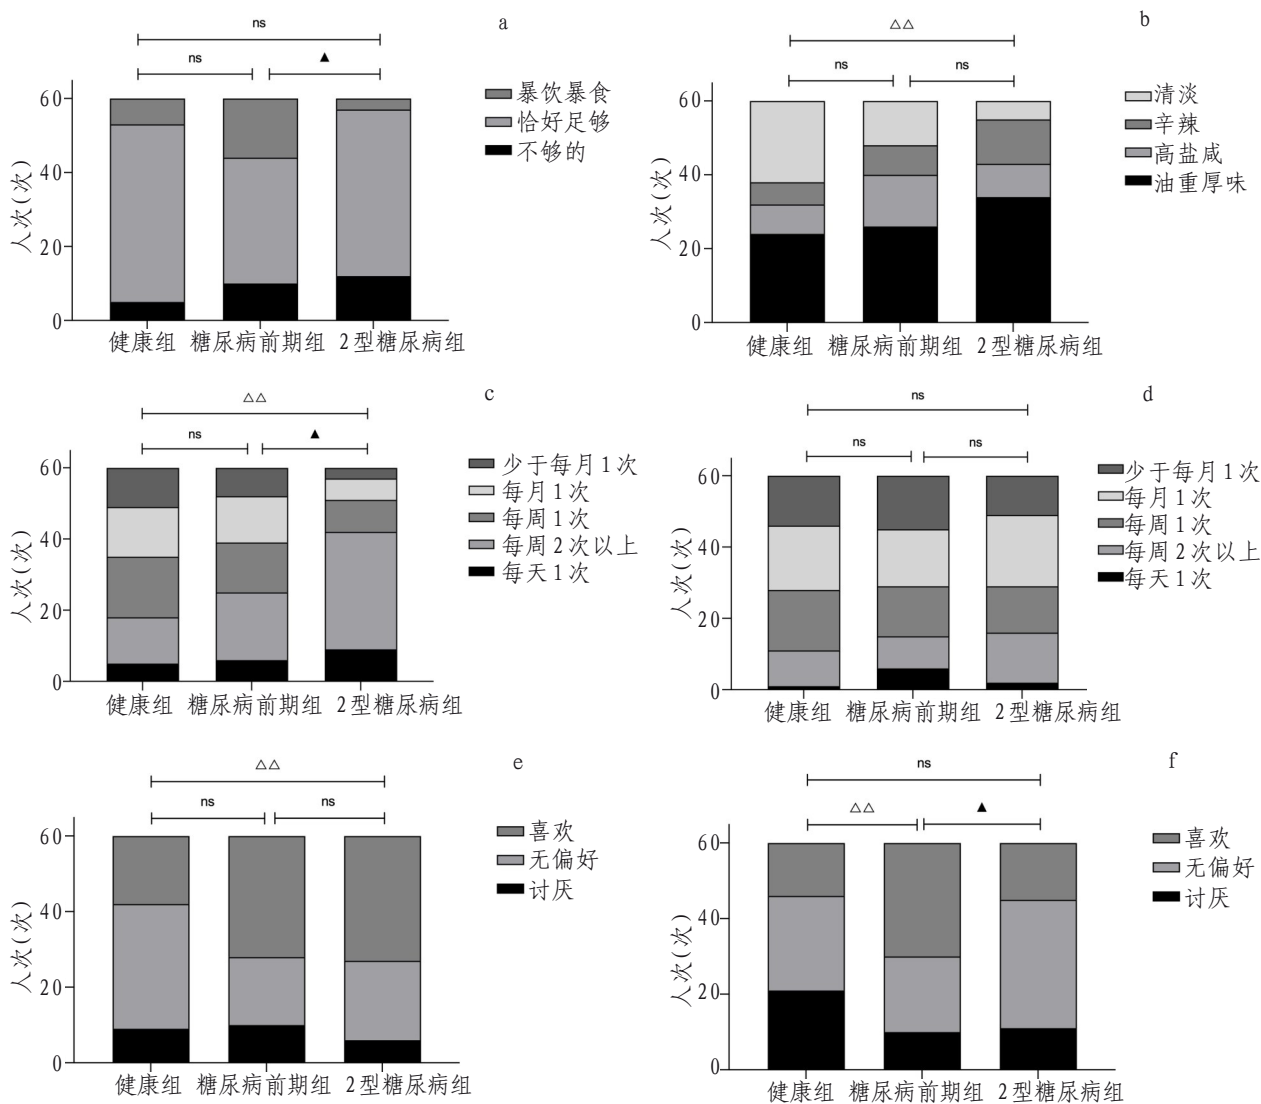 ns
a
ns
▲
60
40
20
0
人次(次)
暴饮暴食
恰好足够
不够的
健康组 糖尿病前期组 2型糖尿病组
△△
b
ns
ns
60
40
20
0
人次(次)
清淡
辛辣
高盐咸
油重厚味
健康组 糖尿病前期组 2型糖尿病组
△△
c
ns
▲
60
40
20
0
人次(次)
少于每月1次
每月1次
每周1次
每周2次以上
每天1次
健康组 糖尿病前期组 2型糖尿病组
ns
d
ns
ns
60
40
20
0
人次(次)
少于每月1次
每月1次
每周1次
每周2次以上
每天1次
健康组 糖尿病前期组 2型糖尿病组
△△
e
ns
ns
60
40
20
0
人次(次)
喜欢
无偏好
讨厌
健康组 糖尿病前期组 2型糖尿病组
ns
f
△△
▲
60
40
20
0
人次(次)
喜欢
无偏好
讨厌
健康组 糖尿病前期组 2型糖尿病组